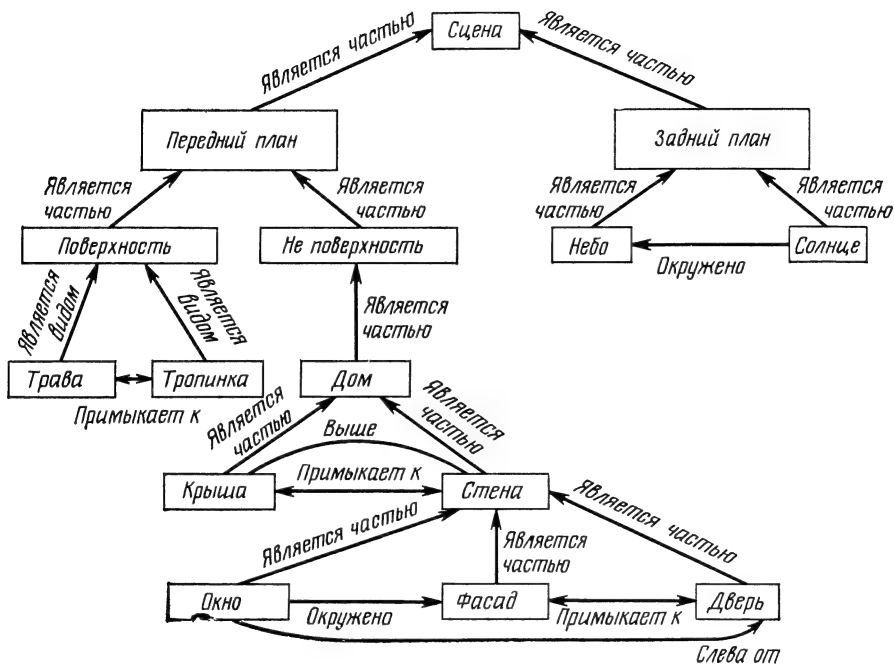 Сцена
Является частью
Является частью
Передний план
Задний план
Является
частью
Является
частью
Является
частью
Является
частью
Поверхность
Не поверхность
Небо
Солнце
Окружено
Является
видом
Является
видом
Является
частью
Трава
Тропинка
Дом
Примыкает к
Является
частью
Выше
Является
частью
Крыша
Примыкает к
Стена
Является частью
Является
частью
Является частью
Окно
Окружено
Фасад
Примыкает к
Дверь
Слева от